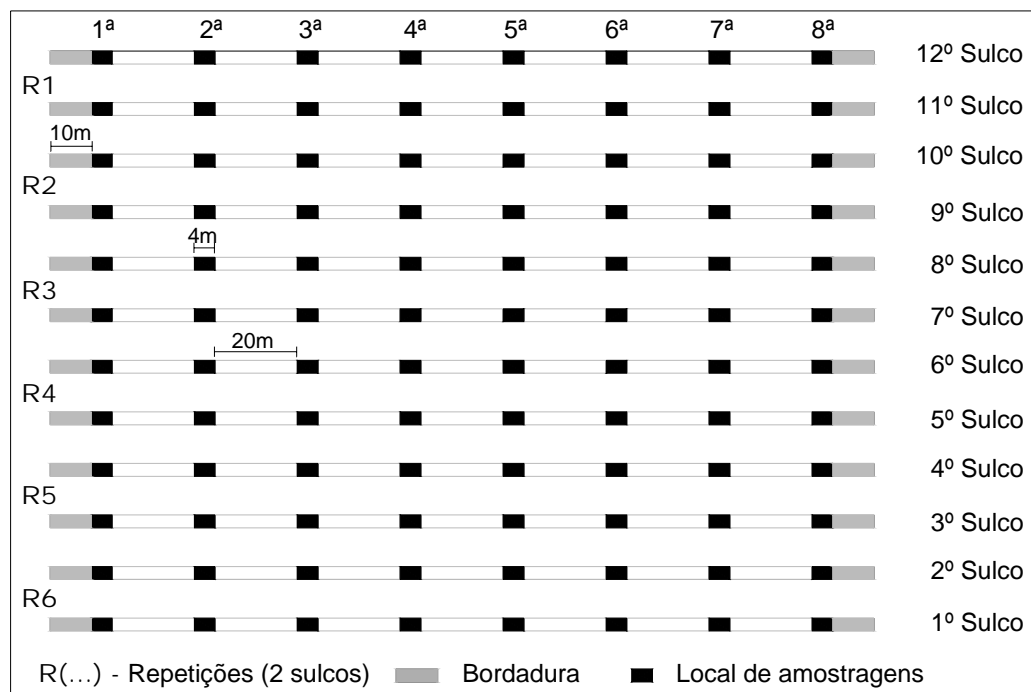 1ª 2ª 3ª 4ª 5ª 6ª 7ª 8ª
12º Sulco
R1
11º Sulco
10m
10º Sulco
R2
9º Sulco
4m
8º Sulco
R3
7º Sulco
20m
6º Sulco
R4
5º Sulco
4º Sulco
R5
3º Sulco
2º Sulco
R6
1º Sulco
R(...) - Repetições (2 sulcos) Bordadura Local de amostragens